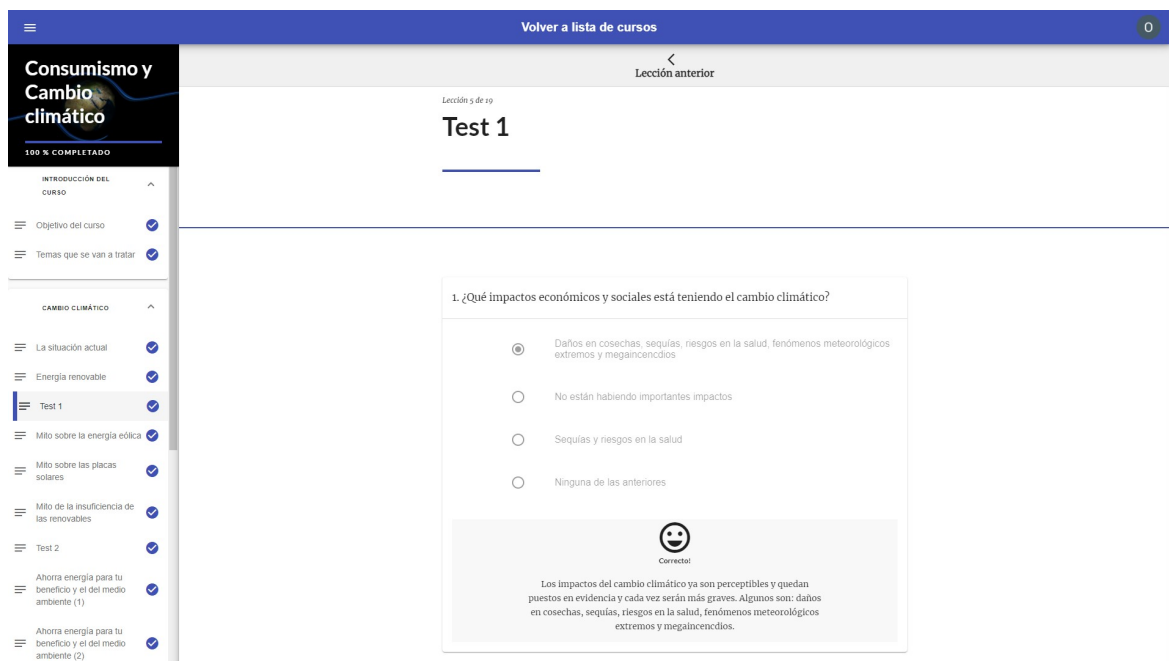 Volver a lista de cursos
O
Consumismo y
Cambio
climático
100 % COMPLETADO
INTRODUCCIÓN DEL
CURSO
Objetivo del curso
Temas que se van a tratar
CAMBIO CLIMÁTICO
La situación actual
Energía renovable
Test 1
Mito sobre la energía eólica
Mito sobre las placas
solares
Mito de la insuficiencia de
las renovables
Test 2
Ahorra energía para tu
beneficio y el del medio
ambiente (1)
Ahorra energía para tu
beneficio y el del medio
ambiente (2)
Lección anterior
Lección 5 de 19
Test 1
1. ¿Qué impactos económicos y sociales está teniendo el cambio climático?
Daños en cosechas, sequías, riesgos en la salud, fenómenos meteorológicos
extremos y megaincencdios
No están habiendo importantes impactos
Sequías y riesgos en la salud
Ninguna de las anteriores
Correcto!
Los impactos del cambio climático ya son perceptibles y quedan
puestos en evidencia y cada vez serán más graves. Algunos son: daños
en cosechas, sequías, riesgos en la salud, fenómenos meteorológicos
extremos y megaincencdios.